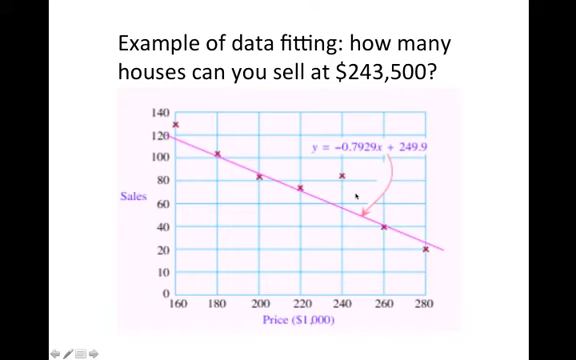 Example of data fitting: how many
houses can you sell at $243,500?
140
120
100
80
60
40
20
10
0
Sales
y = −0.7929x + 249.9
160 180 200 220 240 260 280
Price ($1,000)